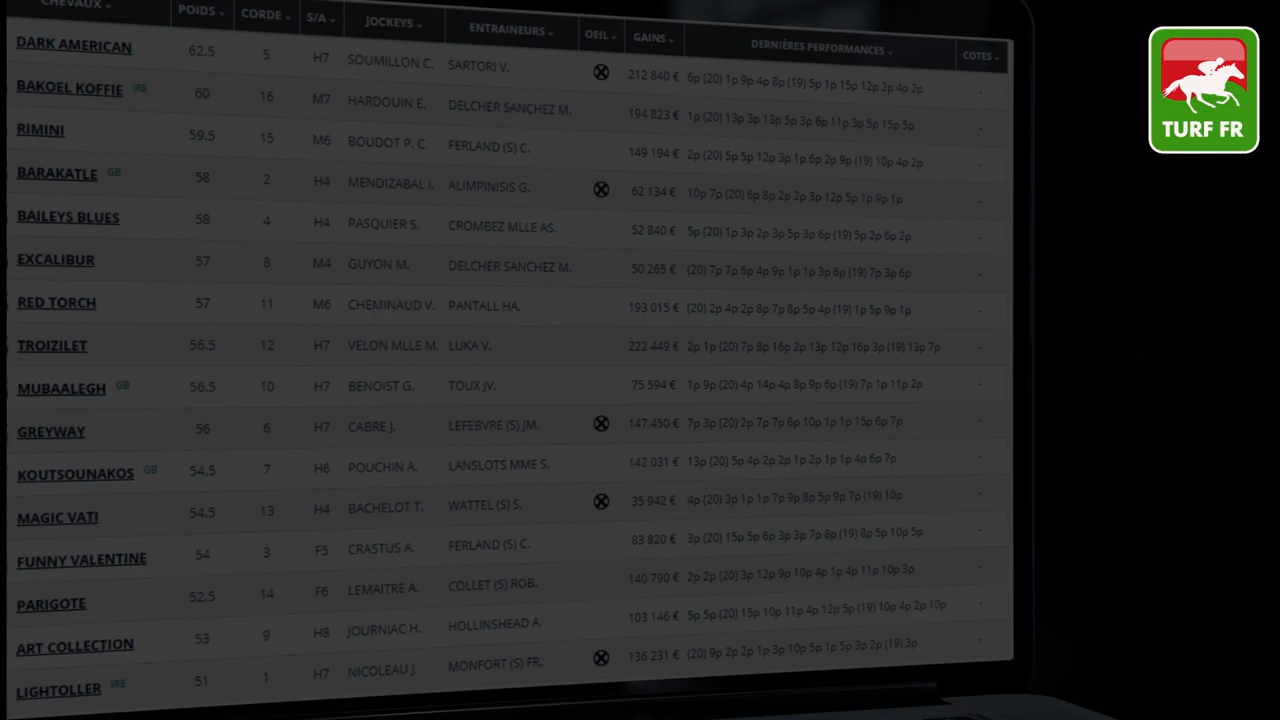 CHEVAUX POIDS CORDE S/A JOCKEYS ENTRAINEURS OEIL GAINS DERNIÈRES PERFORMANCES COTES
DARK AMERICAN 62.5 5 H7 SOUMILLON C. SARTORI V. 212 840 € 6p (20) 1p 9p 4p 8p (19) 5p 1p 15p 12p 2p 4p 2p -
BAKOEL KOFFIE IRE 60 16 M7 HARDOUIN E. DELCHER SANCHEZ M. 194 823 € 1p (20) 13p 3p 13p 5p 3p 6p 11p 3p 5p 15p 5p -
RIMINI 59.5 15 M6 BOUDOT P. C. FERLAND (S) C. 149 194 € 2p (20) 5p 5p 12p 3p 1p 6p 2p 9p (19) 10p 4p 2p -
BARAKATLE GB 58 2 H4 MENDIZABAL I. ALIMPINISIS G. 62 134 € 10p 7p (20) 6p 8p 2p 2p 3p 12p 5p 1p 9p 1p -
BAILEYS BLUES 58 4 H4 PASQUIER S. CROMBEZ MLLE AS. 52 840 € 5p (20) 1p 3p 2p 3p 5p 3p 6p (19) 5p 2p 6p 2p -
EXCALIBUR 57 8 M4 GUYON M. DELCHER SANCHEZ M. 50 265 € (20) 7p 7p 6p 4p 9p 1p 1p 3p 6p (19) 7p 3p 6p -
RED TORCH 57 11 M6 CHEMINAUD V. PANTALL HA. 193 015 € (20) 2p 4p 2p 8p 7p 8p 5p 4p (19) 1p 5p 9p 1p -
TROIZILET 56.5 12 H7 VELON MLLE M. LUKA V. 222 449 € 2p 1p (20) 7p 8p 16p 2p 13p 12p 16p 3p (19) 13p 7p -
MUBAALEGH GB 56.5 10 H7 BENOIST G. TOUX JV. 75 594 € 1p 9p (20) 4p 14p 4p 8p 9p 6p (19) 7p 1p 11p 2p -
GREYWAY 56 6 H7 CABRE J. LEFEBVRE (S) JM. 147 450 € 7p 3p (20) 2p 7p 7p 6p 10p 1p 1p 15p 6p 7p -
KOUTSOUNAKOS GB 54.5 7 H6 POUCHIN A. LANSLOTS MME S. 142 031 € 13p (20) 5p 4p 2p 2p 1p 2p 1p 1p 4p 6p 7p -
MAGIC VATI 54.5 13 H4 BACHELOT T. WATTEL (S) S. 35 942 € 4p (20) 3p 1p 1p 7p 9p 8p 5p 9p 7p (19) 10p -
FUNNY VALENTINE 54 3 F5 CRASTUS A. FERLAND (S) C. 83 820 € 3p (20) 15p 5p 6p 3p 3p 7p 8p (19) 8p 5p 10p 5p -
PARIGOTE 52.5 14 F6 LEMAITRE A. COLLET (S) ROB. 140 790 € 2p 2p (20) 3p 12p 9p 10p 4p 1p 4p 11p 10p 3p -
ART COLLECTION 53 9 H8 JOURNIAC H. HOLLINSHEAD A. 103 146 € 5p 5p (20) 15p 10p 11p 4p 12p 5p (19) 10p 4p 2p 10p -
LIGHTOLLER IRE 51 1 H7 NICOLEAU J. MONFORT (S) FR. 136 231 € (20) 9p 2p 2p 1p 3p 10p 5p 1p 5p 3p 2p (19) 3p -
TURF FR